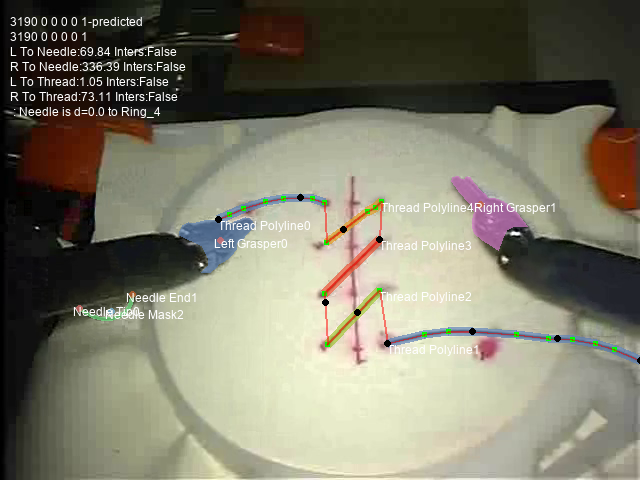 3190 0 0 0 0 1-predicted
3190 0 0 0 0 1
L To Needle:69.84 Inters:False
R To Needle:336.39 Inters:False
L To Thread:1.05 Inters:False
R To Thread:73.11 Inters:False
: Needle is d=0.0 to Ring_4
Thread Polyline4
Right Grasper1
Thread Polyline0
Left Grasper0
Thread Polyline3
Needle End1
Thread Polyline2
Needle Tip0
Needle Mask2
Thread Polyline1